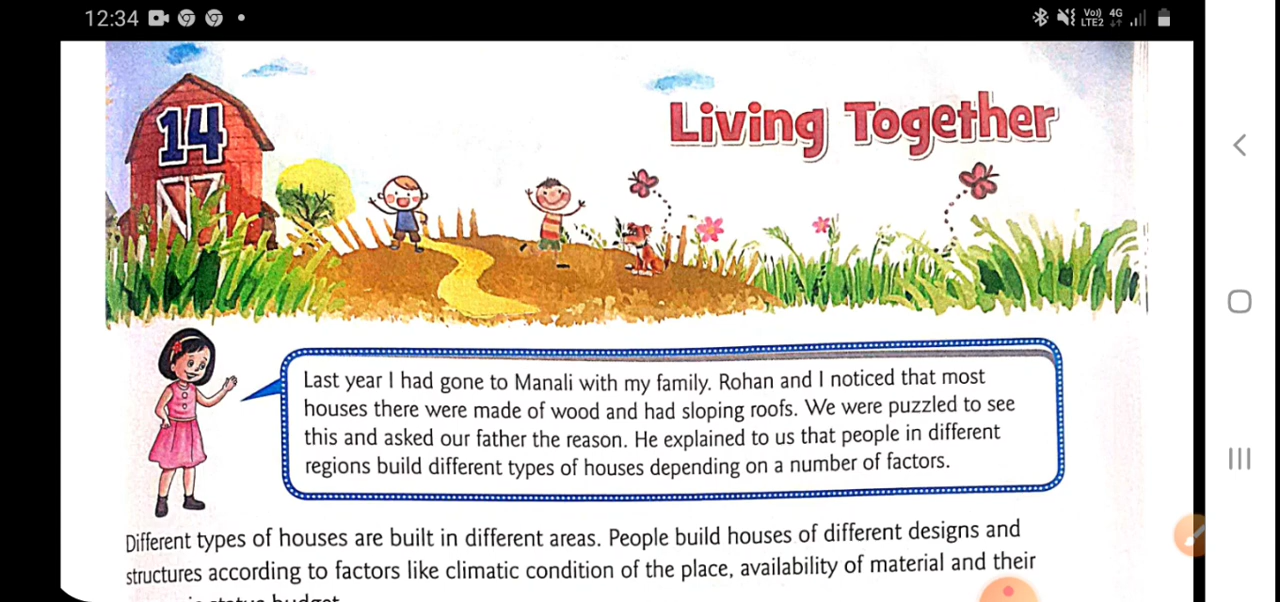 12:34
Vo)) 4G
LTE2
14
Living Together
Last year I had gone to Manali with my family. Rohan and I noticed that most
houses there were made of wood and had sloping roofs. We were puzzled to see
this and asked our father the reason. He explained to us that people in different
regions build different types of houses depending on a number of factors.
Different types of houses are built in different areas. People build houses of different designs and
structures according to factors like climatic condition of the place, availability of material and their